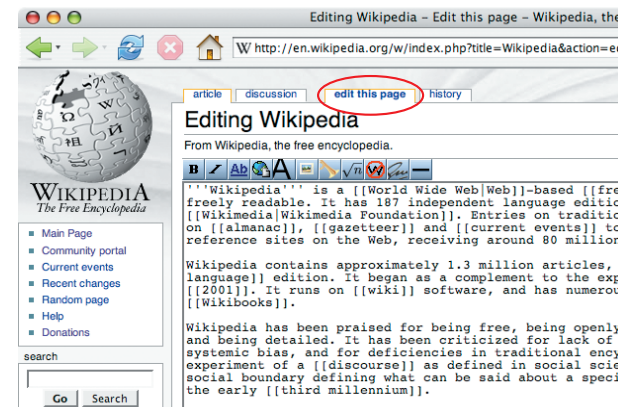 Editing Wikipedia – Edit this page – Wikipedia, the
W http://en.wikipedia.org/w/index.php?title=Wikipedia&action=e
article discussion edit this page history
Editing Wikipedia
From Wikipedia, the free encyclopedia.
B I Ab A √n W
WIKIPEDIA
The Free Encyclopedia
Main Page
Community portal
Current events
Recent changes
Random page
Help
Donations
search
Go Search
'''Wikipedia''' is a [[World Wide Web|Web]]-based [[fre
freely readable. It has 187 independent language editio
[[Wikimedia|Wikimedia Foundation]]. Entries on traditio
on [[almanac]], [[gazetteer]] and [[current events]] to
reference sites on the Web, receiving around 80 million
Wikipedia contains approximately 1.3 million articles,
language]] edition. It began as a complement to the exp
[[2001]]. It runs on [[wiki]] software, and has numerou
[[Wikibooks]].
Wikipedia has been praised for being free, being openly
and being detailed. It has been criticized for lack of
systemic bias, and for deficiencies in traditional ency
experiment of a [[discourse]] as defined in social scie
social boundary defining what can be said about a speci
the early [[third millennium]].